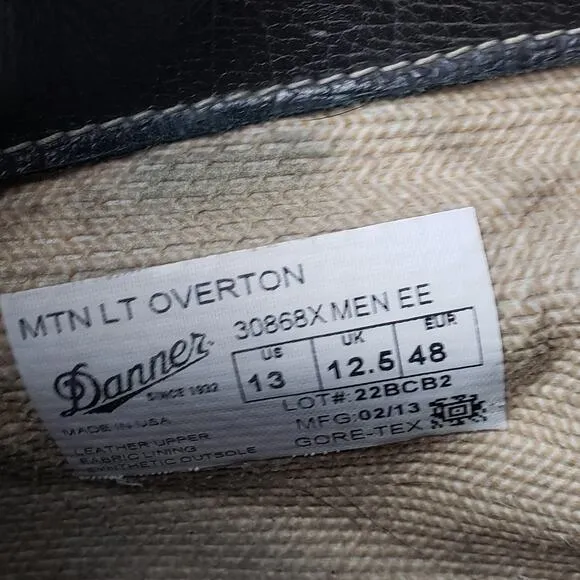 MTN LT OVERTON
30868X MEN EE
Danner
SINCE 1932
MADE IN USA
LEATHER UPPER
FABRIC LINING
SYNTHETIC OUTSOLE
US UK EUR
13 12.5 48
LOT#:22BCB2
MFG:02/13
GORE-TEX